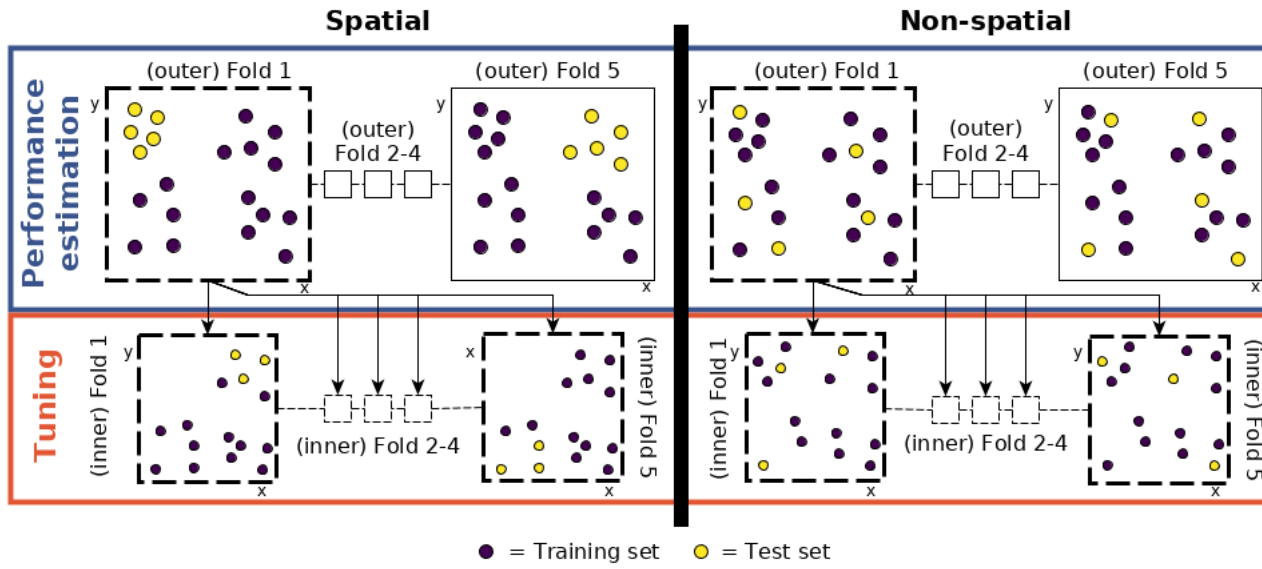 Spatial
Non-spatial
Performance
estimation
(outer) Fold 1
y
x
(outer)
Fold 2-4
(outer) Fold 5
y
x
(outer) Fold 1
y
x
(outer)
Fold 2-4
(outer) Fold 5
y
x
Tuning
(inner) Fold 1
y
x
(inner) Fold 2-4
x
x
(inner) Fold 5
(inner) Fold 1
y
x
(inner) Fold 2-4
y
x
(inner) Fold 5
= Training set
= Test set